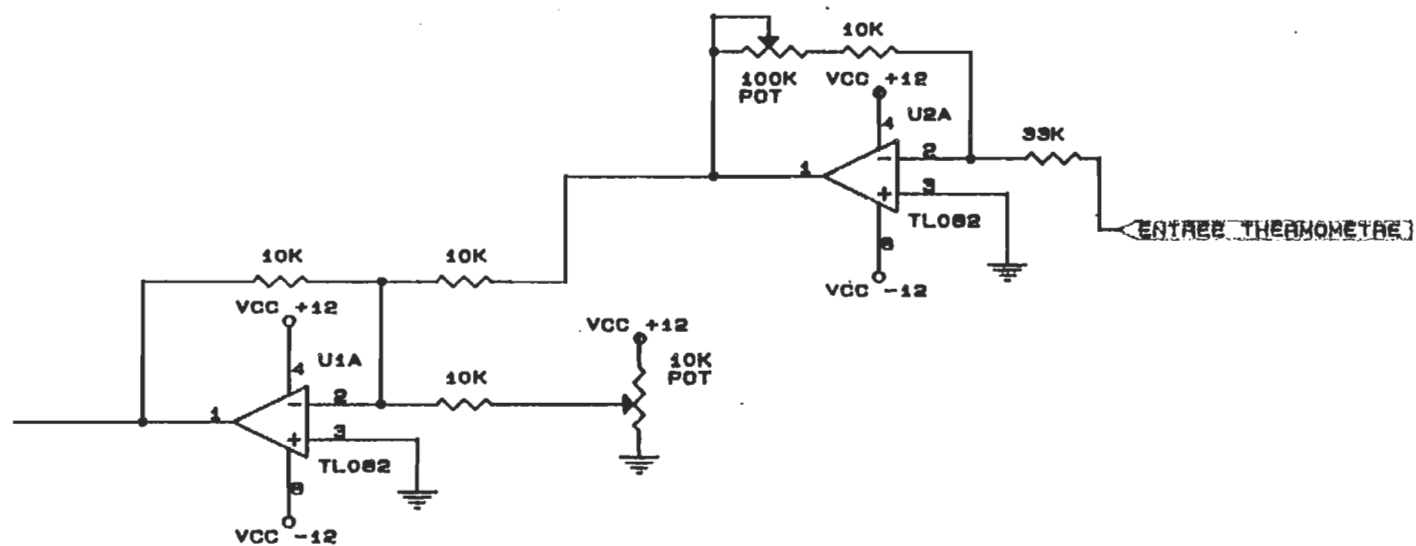 10K
100K
POT
VCC +12
4
U2A
33K
1
2
3
TL082
8
VCC -12
ENTREE THERMOMETRE
10K
10K
VCC +12
4
U1A
1
2
3
TL082
8
VCC -12
10K
VCC +12
10K
POT